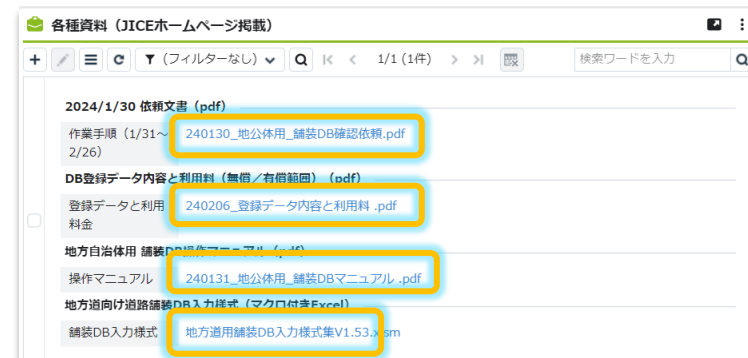 各種資料（JICEホームページ掲載）
(フィルターなし) 1/1 (1件) 検索ワードを入力
2024/1/30 依頼文書（pdf）
作業手順（1/31～2/26） 240130_地公体用_舗装DB確認依頼.pdf
DB登録データ内容と利用料（無償／有償範囲）（pdf）
登録データと利用料金 240206_登録データ内容と利用料 .pdf
地方自治体用 舗装DB操作マニュアル（pdf）
操作マニュアル 240131_地公体用_舗装DBマニュアル .pdf
地方道向け道路舗装DB入力様式（マクロ付きExcel）
舗装DB入力様式 地方道用舗装DB入力様式集V1.53.xlsm